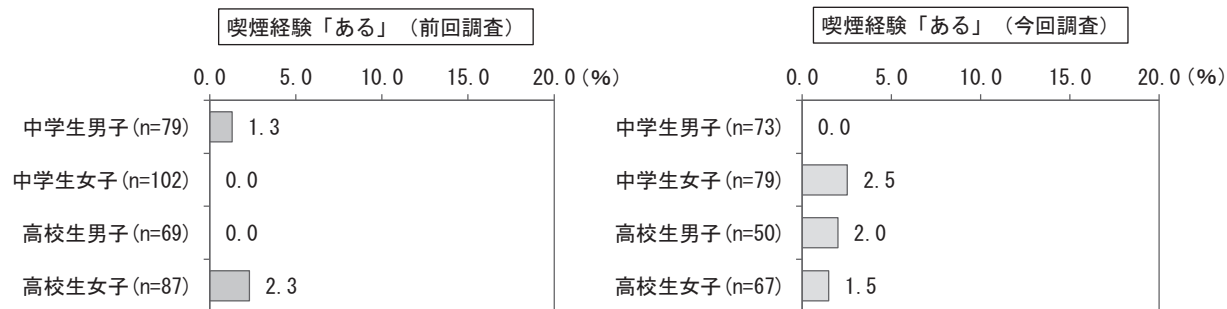 喫煙経験「ある」（前回調査）
0.0 5.0 10.0 15.0 20.0(%)
中学生男子(n=79) 1.3
中学生女子(n=102) 0.0
高校生男子(n=69) 0.0
高校生女子(n=87) 2.3
喫煙経験「ある」（今回調査）
0.0 5.0 10.0 15.0 20.0(%)
中学生男子(n=73) 0.0
中学生女子(n=79) 2.5
高校生男子(n=50) 2.0
高校生女子(n=67) 1.5